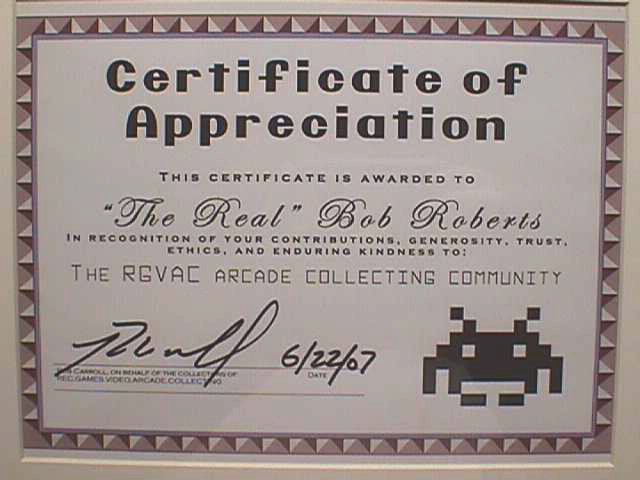 Certificate of
Appreciation
THIS CERTIFICATE IS AWARDED TO
"The Real" Bob Roberts
IN RECOGNITION OF YOUR CONTRIBUTIONS, GENEROSITY, TRUST,
ETHICS, AND ENDURING KINDNESS TO:
THE RGVAC ARCADE COLLECTING COMMUNITY
6/22/07
CARROLL, ON BEHALF OF THE COLLECTORS OF
DATE
REC.GAMES.VIDEO.ARCADE.COLLECTING